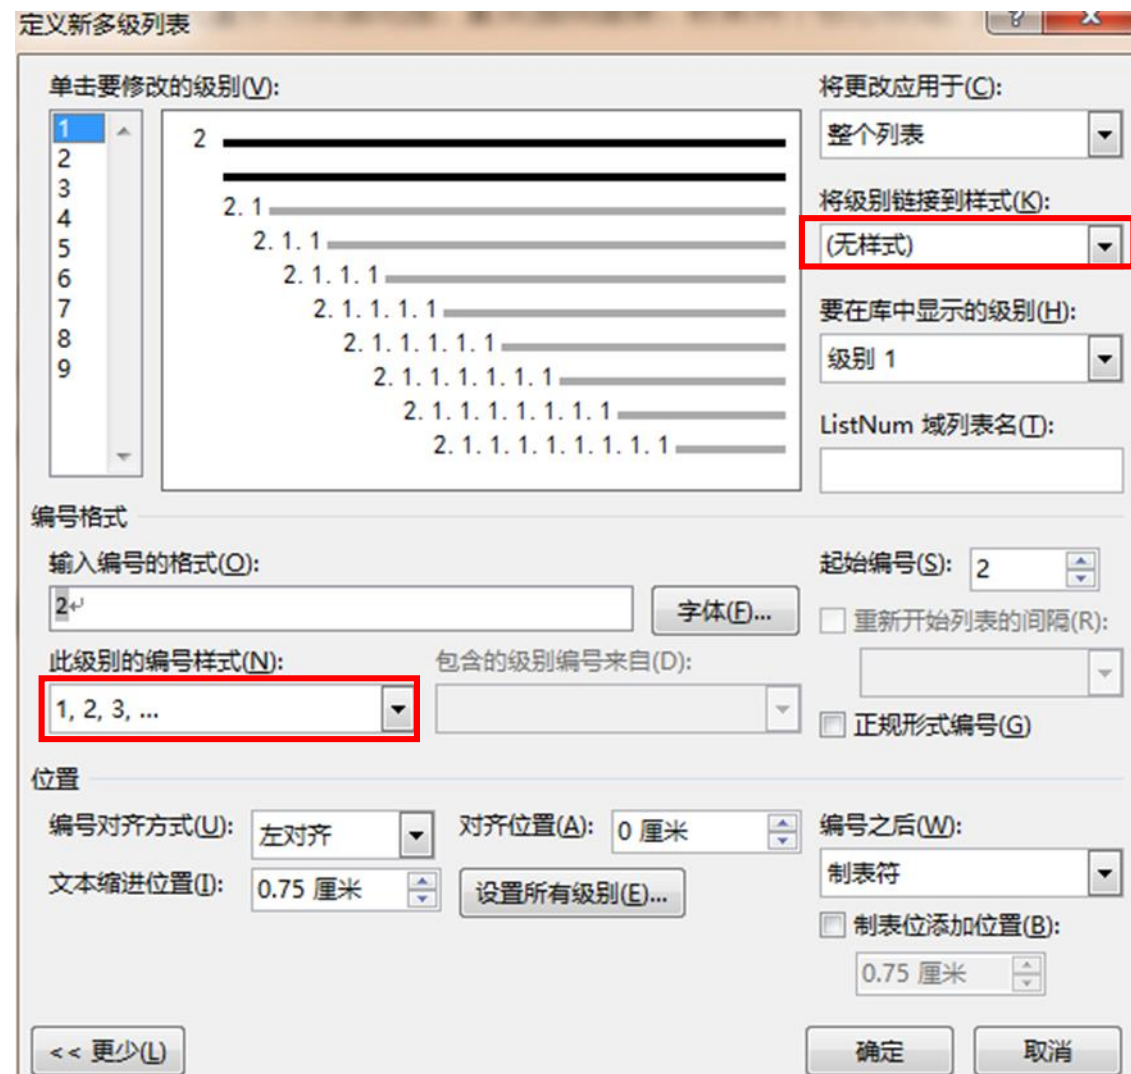 定义新多级列表
单击要修改的级别(V):
将更改应用于(C):
1
2
3
4
5
6
7
8
9
2
2.1
2.1.1
2.1.1.1
2.1.1.1.1
2.1.1.1.1.1
2.1.1.1.1.1.1
2.1.1.1.1.1.1.1
2.1.1.1.1.1.1.1.1
整个列表
将级别链接到样式(K):
(无样式)
要在库中显示的级别(H):
级别 1
ListNum 域列表名(T):
编号格式
输入编号的格式(O):
2↵
字体(F)...
起始编号(S): 2
重新开始列表的间隔(R):
此级别的编号样式(N):
包含的级别编号来自(D):
1, 2, 3, ...
正规形式编号(G)
位置
编号对齐方式(U): 左对齐
对齐位置(A): 0 厘米
编号之后(W):
制表符
文本缩进位置(I): 0.75 厘米
设置所有级别(E)...
制表位添加位置(B):
0.75 厘米
<< 更少(L)
确定
取消